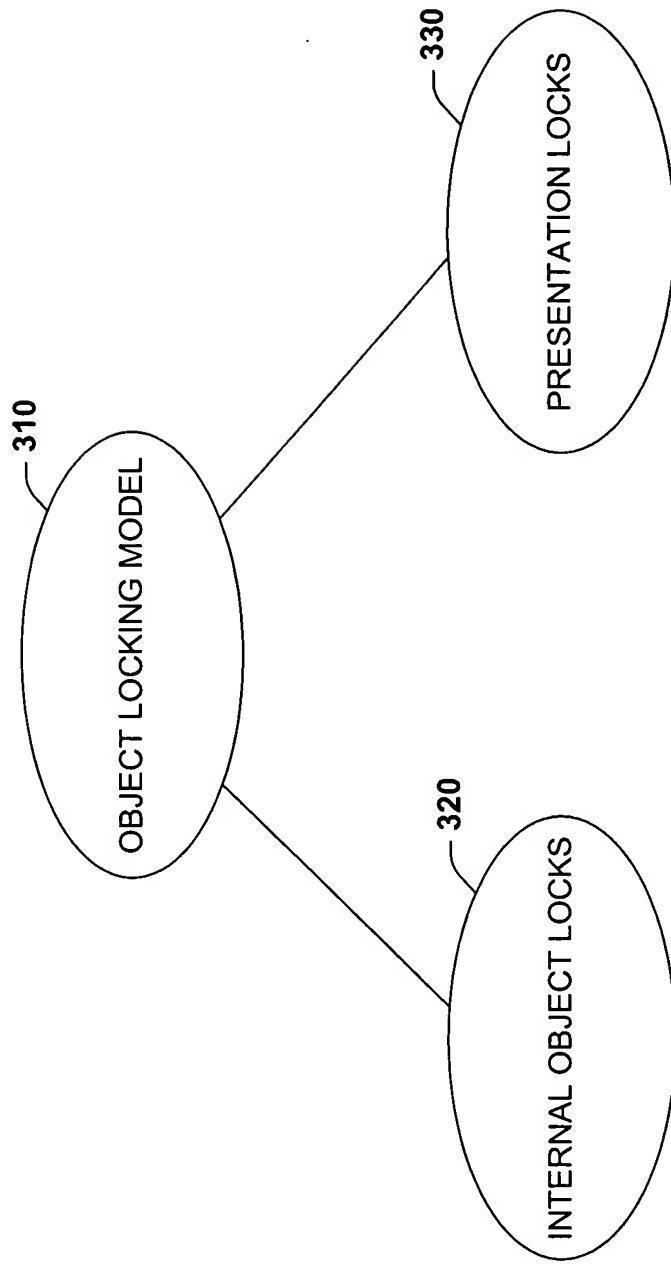 310
OBJECT LOCKING MODEL
320
INTERNAL OBJECT LOCKS
330
PRESENTATION LOCKS